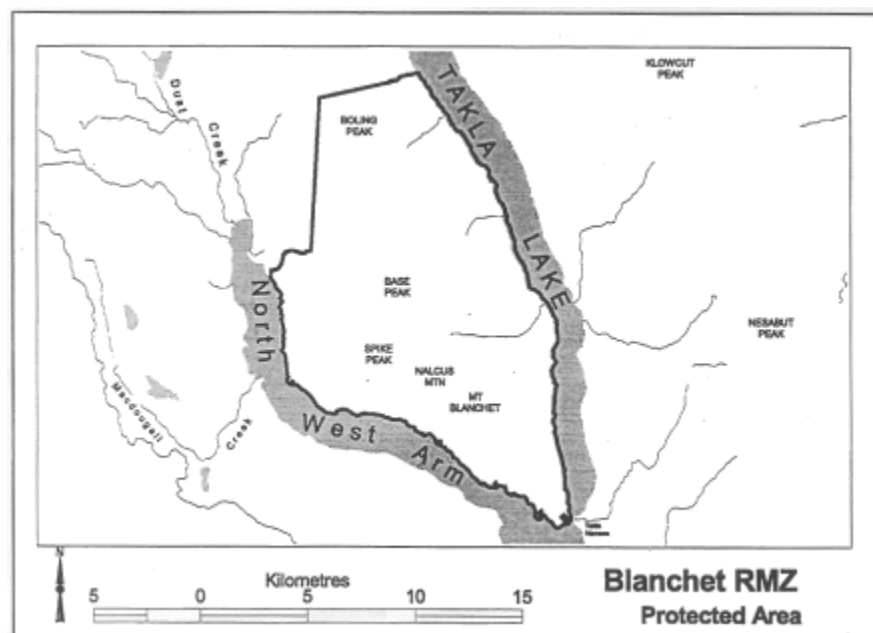 KLOWCUT
PEAK
TAKLA
Dust
Creek
BOLING
PEAK
LAKE
North
BASE
PEAK
NESABUT
PEAK
SPIKE
PEAK
NALCUS
MTN
MT
BLANCHET
Macdougall
Creek
West Arm
N
Kilometres
5 0 5 10 15
Blanchet RMZ
Protected Area